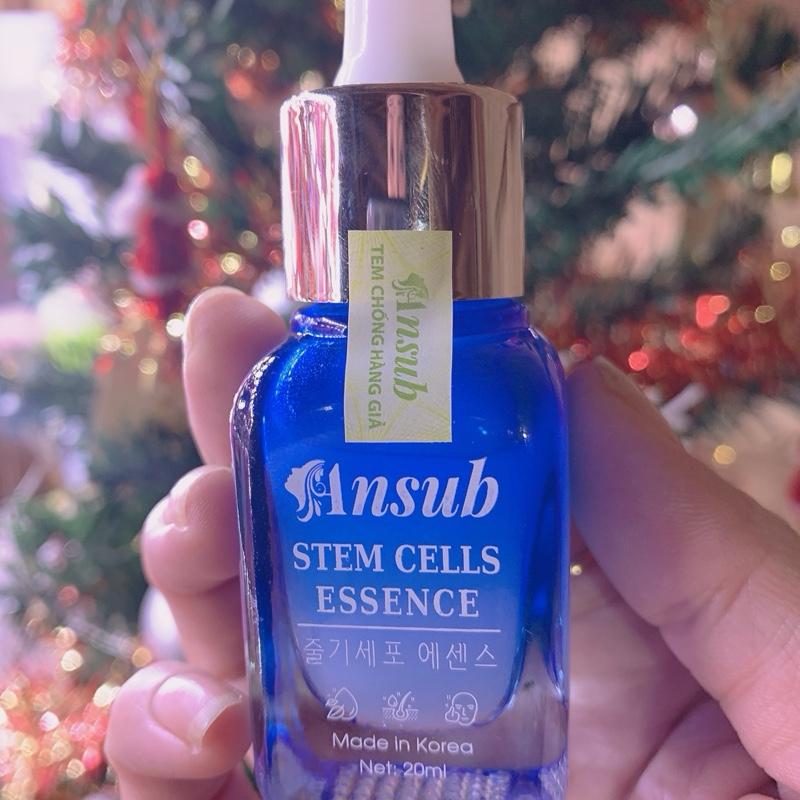 Ansub
TEM CHỐNG HÀNG GIẢ
Ansub
STEM CELLS
ESSENCE
줄기세포 에센스
Made in Korea
Net: 20ml